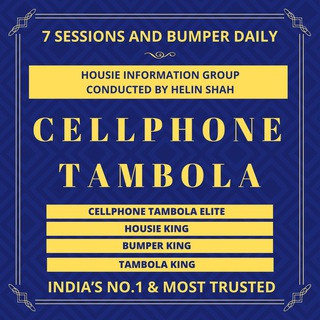 7 SESSIONS AND BUMPER DAILY
HOUSIE INFORMATION GROUP
CONDUCTED BY HELIN SHAH
CELLPHONE
TAMBOLA
CELLPHONE TAMBOLA ELITE
HOUSIE KING
BUMPER KING
TAMBOLA KING
INDIA'S NO.1 & MOST TRUSTED